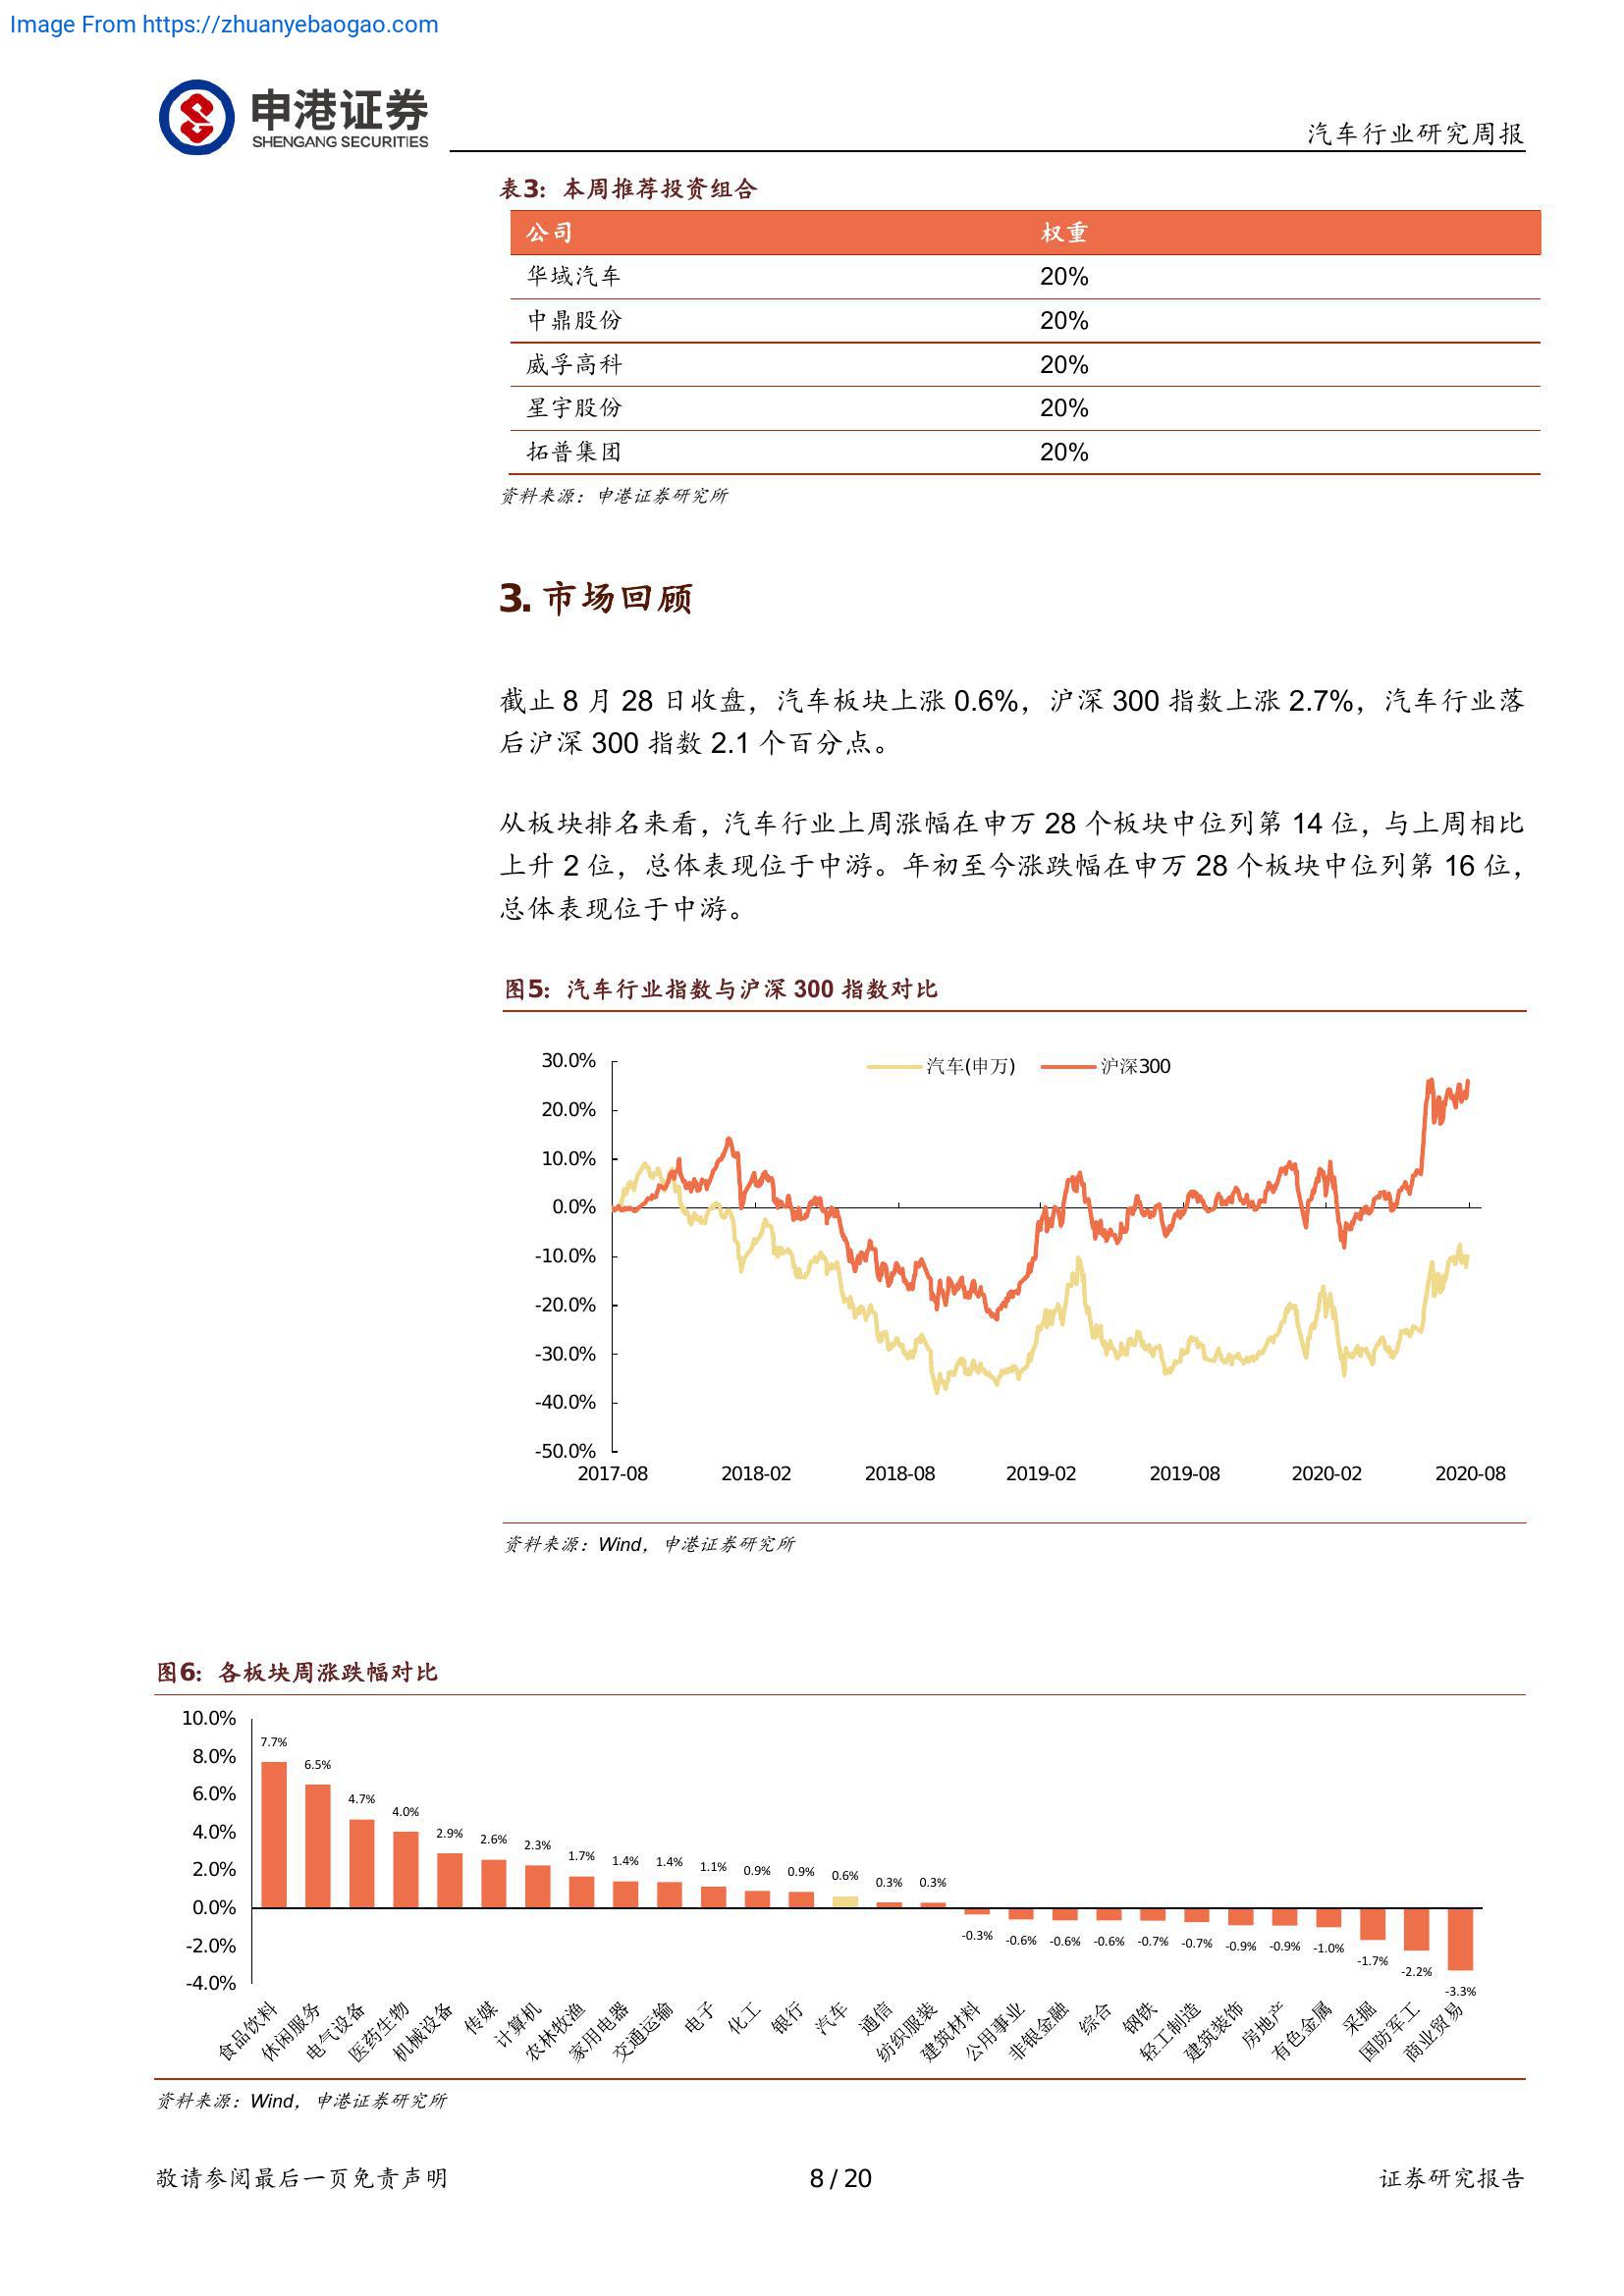 Image From https://zhuanyebaogao.com
申港证券
SHENGANG SECURITIES
汽车行业研究周报
表3: 本周推荐投资组合
公司 权重
华域汽车 20%
中鼎股份 20%
威孚高科 20%
星宇股份 20%
拓普集团 20%
资料来源：申港证券研究所
3. 市场回顾
截止 8 月 28 日收盘，汽车板块上涨 0.6%，沪深 300 指数上涨 2.7%，汽车行业落
后沪深 300 指数 2.1 个百分点。
从板块排名来看，汽车行业上周涨幅在申万 28 个板块中位列第 14 位，与上周相比
上升 2 位，总体表现位于中游。年初至今涨跌幅在申万 28 个板块中位列第 16 位，
总体表现位于中游。
图5: 汽车行业指数与沪深 300 指数对比
汽车(申万) 沪深300
30.0%
20.0%
10.0%
0.0%
-10.0%
-20.0%
-30.0%
-40.0%
-50.0%
2017-08 2018-02 2018-08 2019-02 2019-08 2020-02 2020-08
资料来源：Wind，申港证券研究所
图6: 各板块周涨跌幅对比
10.0%
8.0%
6.0%
4.0%
2.0%
0.0%
-2.0%
-4.0%
7.7% 6.5% 4.7% 4.0% 2.9% 2.6% 2.3% 1.7% 1.4% 1.4% 1.1% 0.9% 0.9% 0.6% 0.3% 0.3% -0.3% -0.6% -0.6% -0.6% -0.7% -0.7% -0.9% -0.9% -1.0% -1.7% -2.2% -3.3%
食品饮料 休闲服务 电气设备 医药生物 机械设备 传媒 计算机 农林牧渔 家用电器 交通运输 电子 化工 银行 汽车 通信 纺织服装 建筑材料 公用事业 非银金融 综合 钢铁 轻工制造 建筑装饰 房地产 有色金属 采掘 国防军工 商业贸易
资料来源：Wind，申港证券研究所
敬请参阅最后一页免责声明 8 / 20 证券研究报告